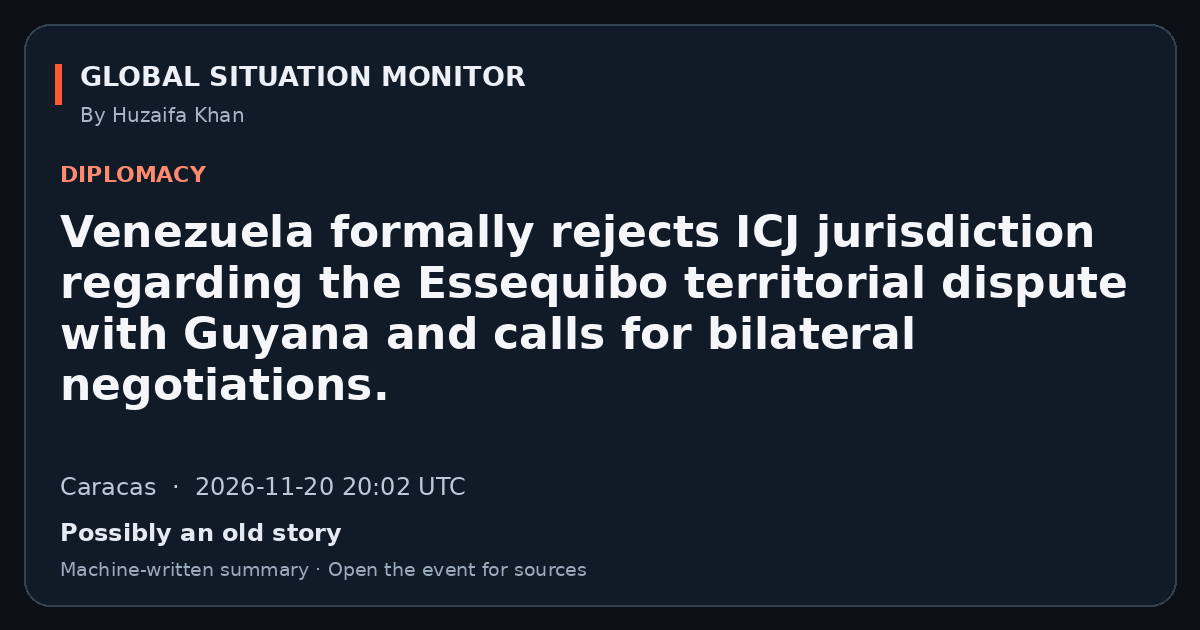 GLOBAL SITUATION MONITOR
By Huzaifa Khan
DIPLOMACY
Venezuela formally rejects ICJ jurisdiction
regarding the Essequibo territorial dispute
with Guyana and calls for bilateral
negotiations.
Caracas · 2026-11-20 20:02 UTC
Possibly an old story
Machine-written summary · Open the event for sources